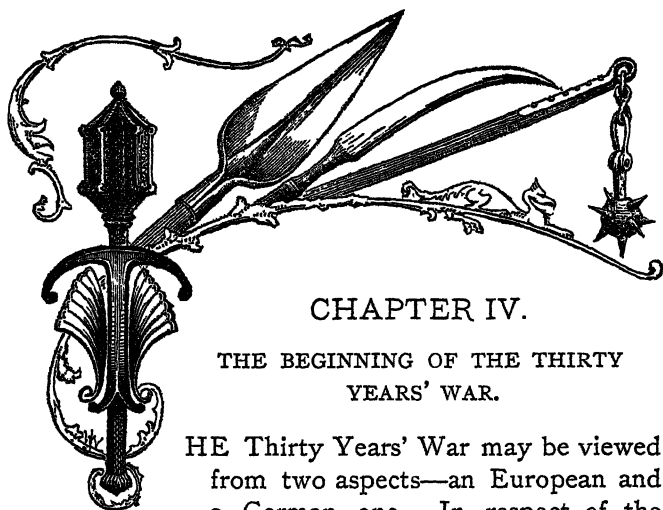 CHAPTER IV.
THE BEGINNING OF THE THIRTY
YEARS' WAR.
HE Thirty Years' War may be viewed
from two aspects—an European and
a German one. In respect of the